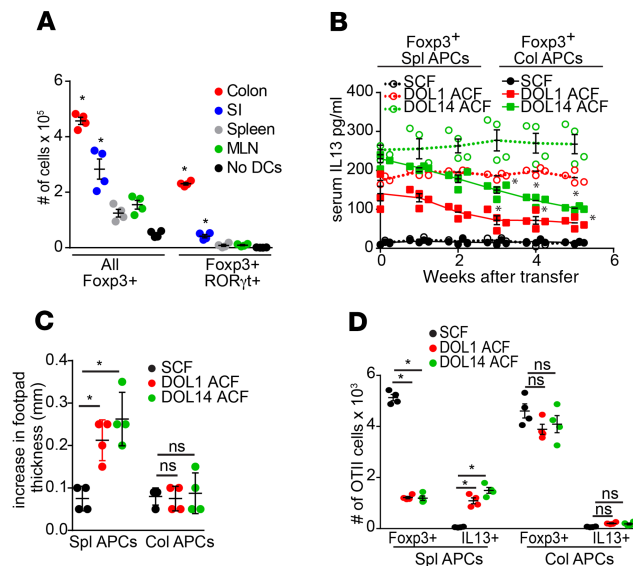 A
# of cells x 10⁵
6
4
2
0
* * * *
Colon
SI
Spleen
MLN
No DCs
All
Foxp3+
Foxp3+
RORγt+
B
Foxp3⁺
Spl APCs
Foxp3⁺
Col APCs
SCF
DOL1 ACF
DOL14 ACF
SCF
DOL1 ACF
DOL14 ACF
serum IL13 pg/ml
400
300
200
100
0
* * * * * *
0 2 4 6
Weeks after transfer
C
increase in footpad
thickness (mm)
0.4
0.3
0.2
0.1
0.0
SCF
DOL1 ACF
DOL14 ACF
*
*
ns
ns
Spl APCs
Col APCs
D
# of OTII cells x 10³
6
4
2
0
SCF
DOL1 ACF
DOL14 ACF
*
*
*
*
ns
ns
ns
ns
Foxp3+ IL13+ Foxp3+ IL13+
Spl APCs
Col APCs